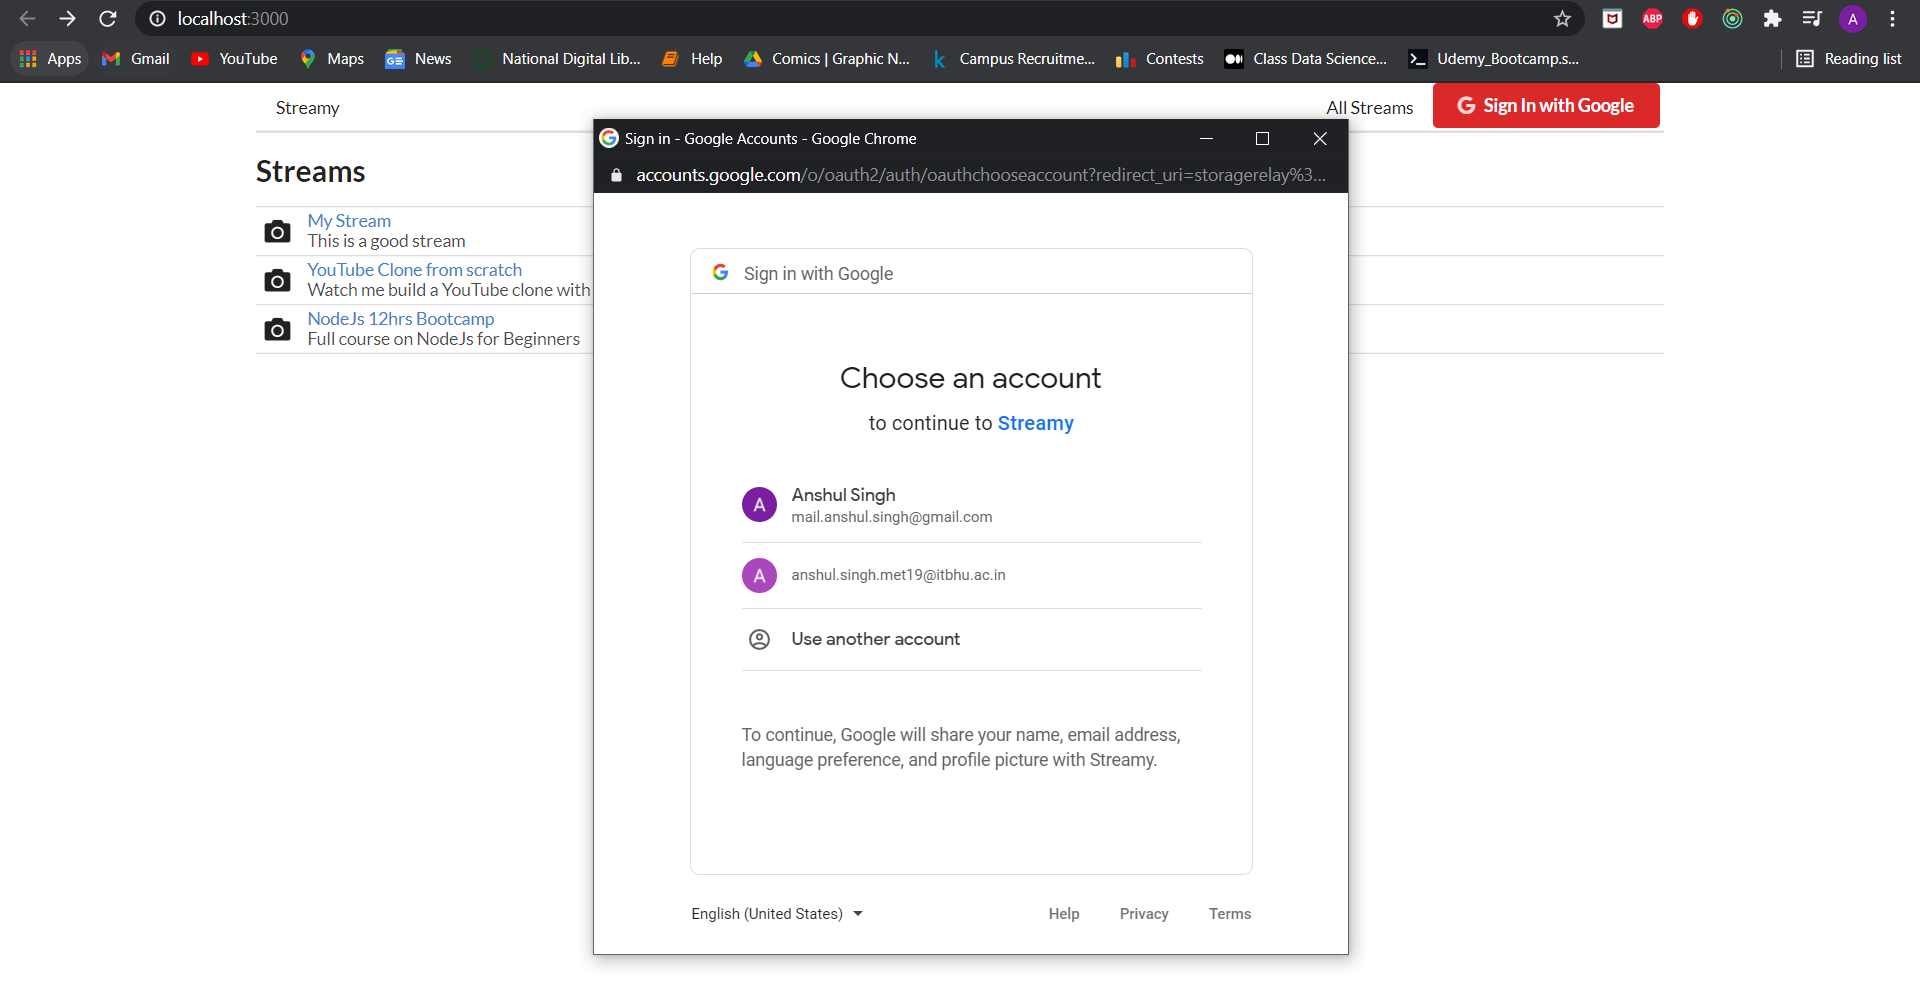 localhost:3000
ABP
A
Apps
Gmail
YouTube
Maps
GE
News
National Digital Lib...
Help
Comics | Graphic N...
k
Campus Recruitme...
Contests
Class Data Science...
Udemy_Bootcamp.s...
Reading list
Streamy
All Streams
G Sign In with Google
Streams
My Stream
This is a good stream
YouTube Clone from scratch
Watch me build a YouTube clone with
NodeJs 12hrs Bootcamp
Full course on NodeJs for Beginners
G Sign in - Google Accounts - Google Chrome
accounts.google.com/o/oauth2/auth/oauthchooseaccount?redirect_uri=storagerelay%3...
G Sign in with Google
Choose an account
to continue to Streamy
A
Anshul Singh
mail.anshul.singh@gmail.com
A
anshul.singh.met19@itbhu.ac.in
Use another account
To continue, Google will share your name, email address,
language preference, and profile picture with Streamy.
English (United States)
Help
Privacy
Terms